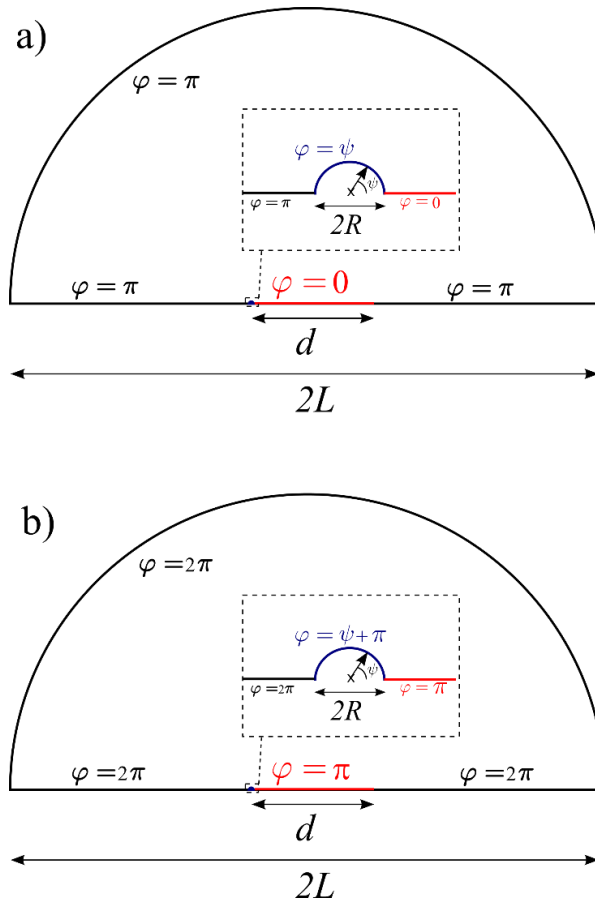 a)
φ = π
φ = ψ
ψ
φ = π
φ = 0
2R
φ = π
φ = 0
φ = π
d
2L
b)
φ = 2π
φ = ψ + π
ψ
φ = 2π
φ = π
2R
φ = 2π
φ = π
φ = 2π
d
2L